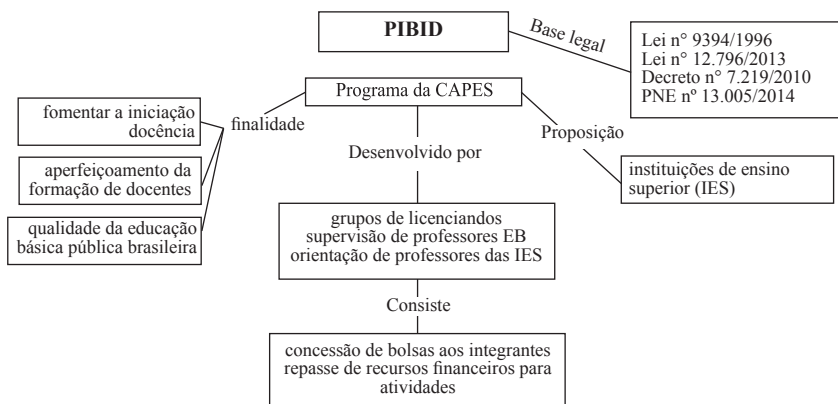 PIBID
Base legal
Lei n° 9394/1996
Lei n° 12.796/2013
Decreto n° 7.219/2010
PNE nº 13.005/2014
Programa da CAPES
finalidade
fomentar a iniciação
docência
aperfeiçoamento da
formação de docentes
qualidade da educação
básica pública brasileira
Desenvolvido por
Proposição
instituições de ensino
superior (IES)
grupos de licenciandos
supervisão de professores EB
orientação de professores das IES
Consiste
concessão de bolsas aos integrantes
repasse de recursos financeiros para
atividades